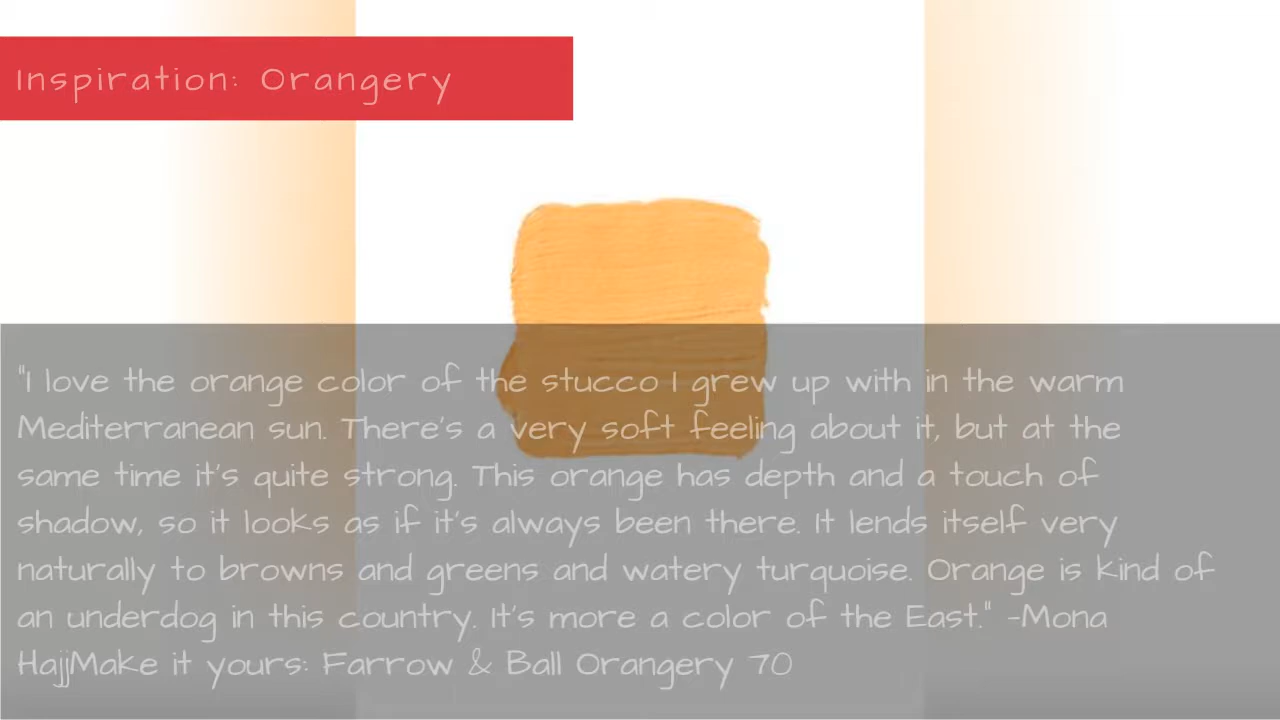 Inspiration: Orangery
"I love the orange color of the stucco I grew up with in the warm
Mediterranean sun. There's a very soft feeling about it, but at the
same time it's quite strong. This orange has depth and a touch of
shadow, so it looks as if it's always been there. It lends itself very
naturally to browns and greens and watery turquoise. Orange is kind of
an underdog in this country. It's more a color of the East." -Mona
HajjMake it yours: Farrow & Ball Orangery 70